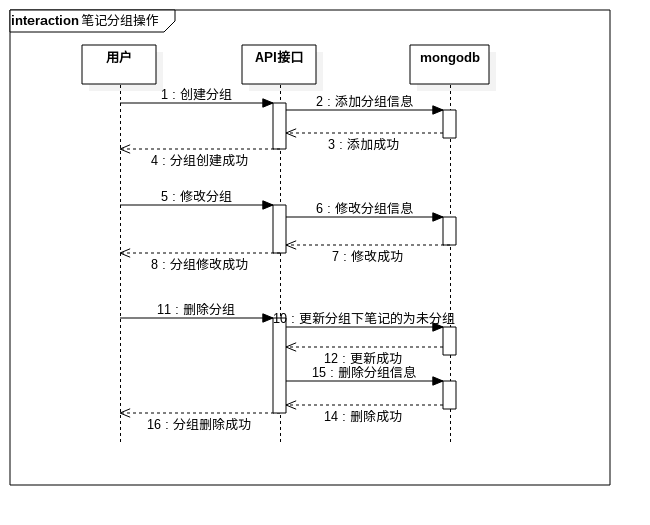 interaction 笔记分组操作
用户
API接口
mongodb
1 : 创建分组
2 : 添加分组信息
3 : 添加成功
4 : 分组创建成功
5 : 修改分组
6 : 修改分组信息
7 : 修改成功
8 : 分组修改成功
11 : 删除分组
10 : 更新分组下笔记的为未分组
12 : 更新成功
15 : 删除分组信息
14 : 删除成功
16 : 分组删除成功